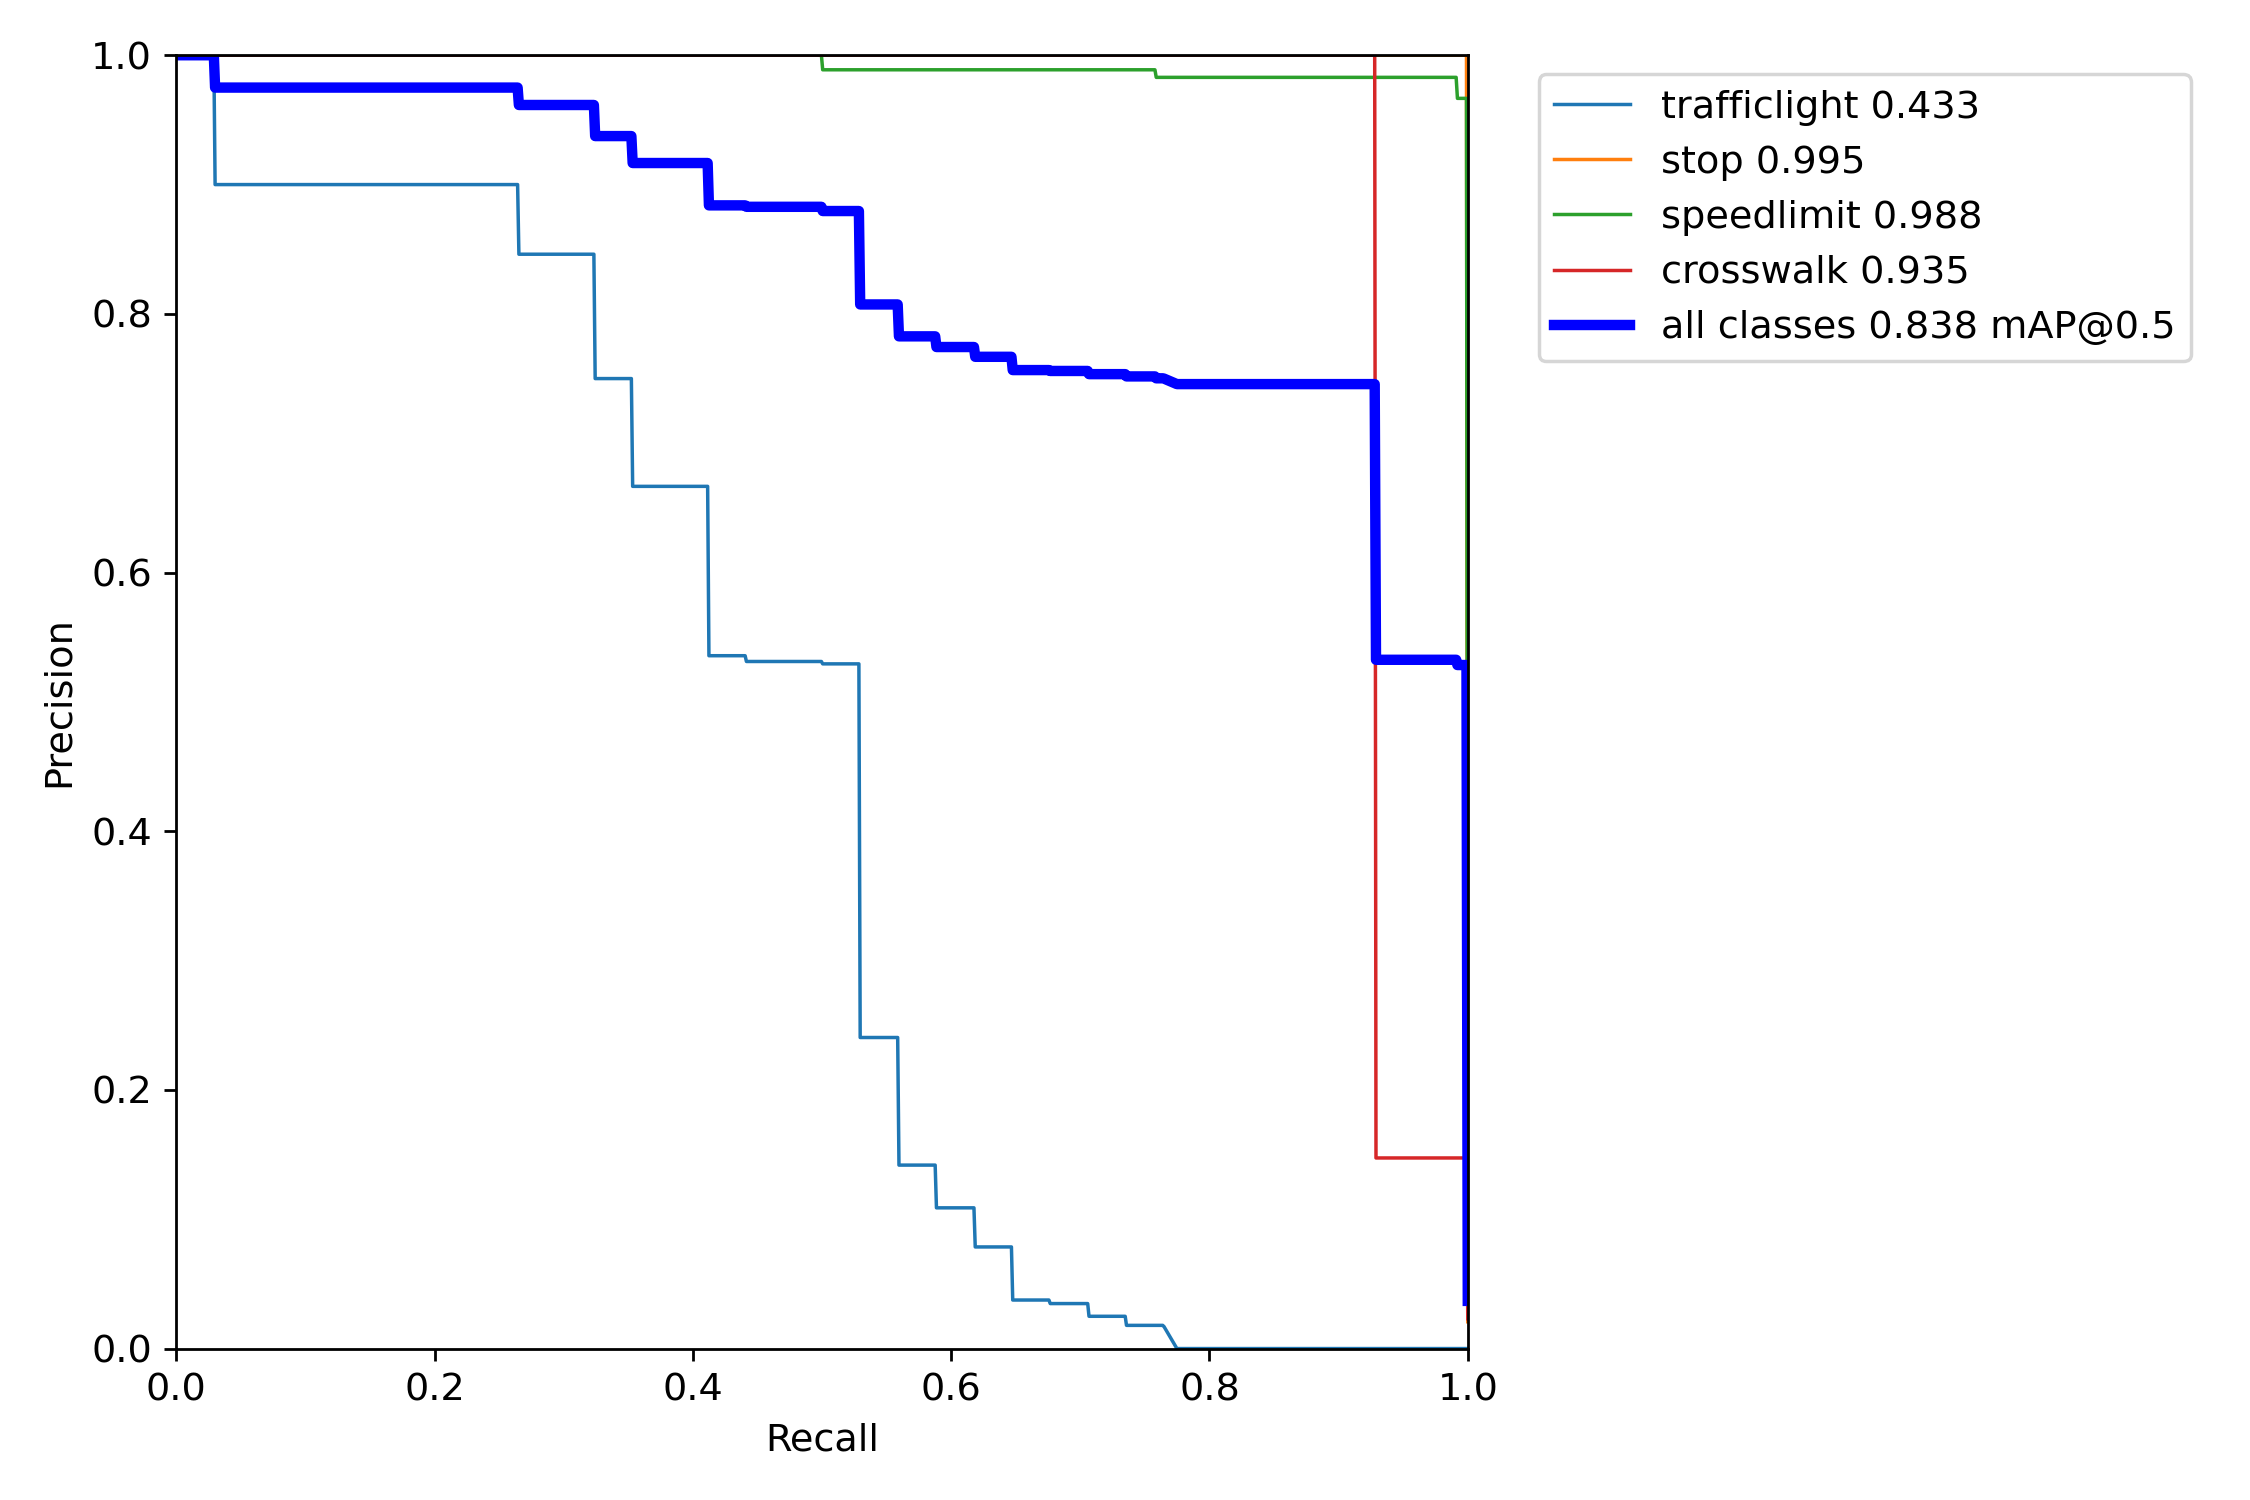 1.0
0.8
0.6
0.4
0.2
0.0
Precision
0.0 0.2 0.4 0.6 0.8 1.0
Recall
trafficlight 0.433
stop 0.995
speedlimit 0.988
crosswalk 0.935
all classes 0.838 mAP@0.5